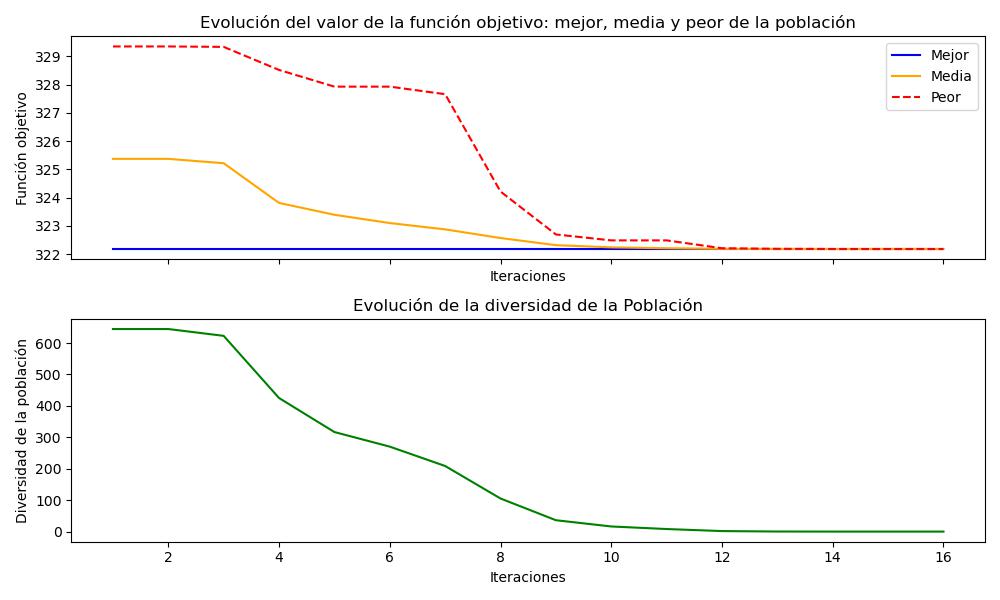 Evolución del valor de la función objetivo: mejor, media y peor de la población
329
328
327
326
325
324
323
322
Función objetivo
Mejor
Media
Peor
Iteraciones
Evolución de la diversidad de la Población
600
500
400
300
200
100
0
Diversidad de la población
2 4 6 8 10 12 14 16
Iteraciones